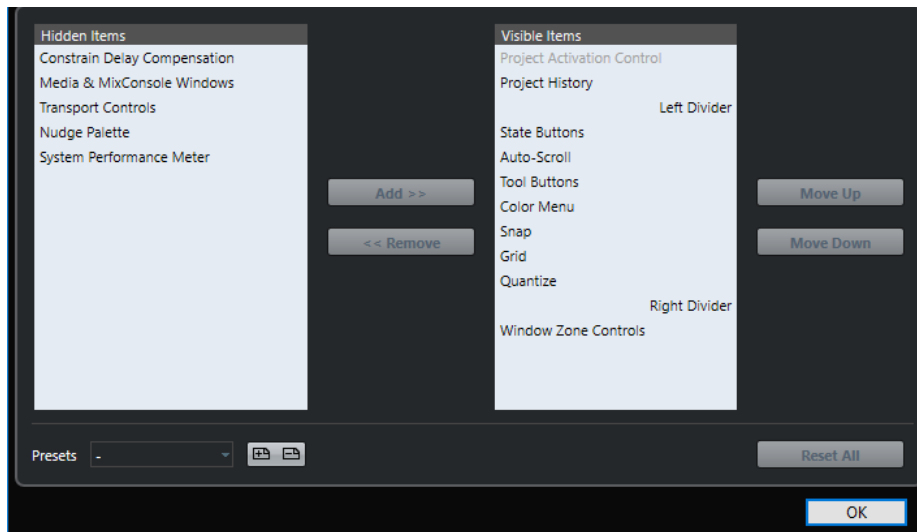 Hidden Items
Constrain Delay Compensation
Media & MixConsole Windows
Transport Controls
Nudge Palette
System Performance Meter
Add >>
<< Remove
Visible Items
Project Activation Control
Project History
Left Divider
State Buttons
Auto-Scroll
Tool Buttons
Color Menu
Snap
Grid
Quantize
Right Divider
Window Zone Controls
Move Up
Move Down
Presets -
Reset All
OK